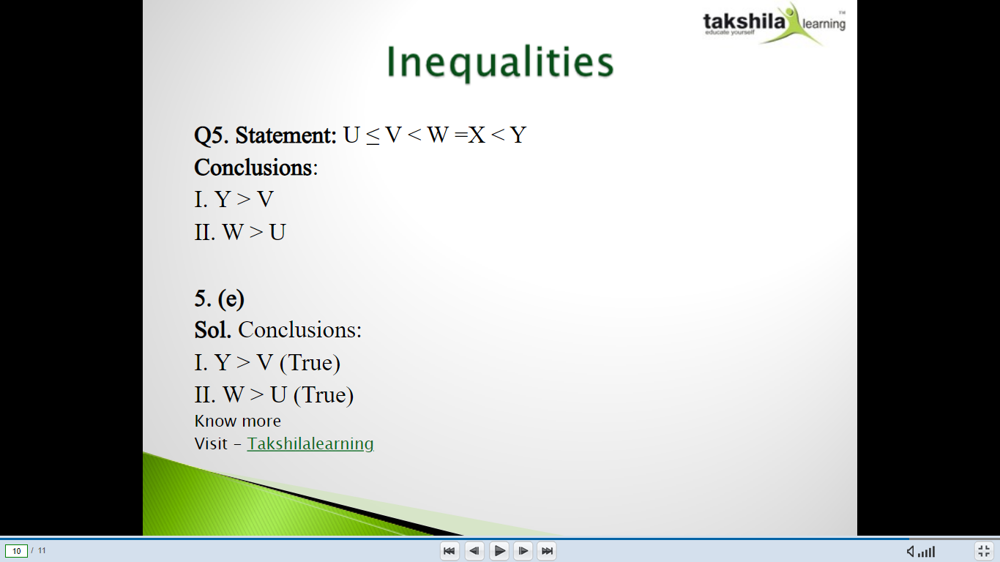 takshila learning ™
educate yourself
Inequalities
Q5. Statement: U ≤ V < W =X < Y
Conclusions:
I. Y > V
II. W > U
5. (e)
Sol. Conclusions:
I. Y > V (True)
II. W > U (True)
Know more
Visit – Takshilalearning
10 / 11